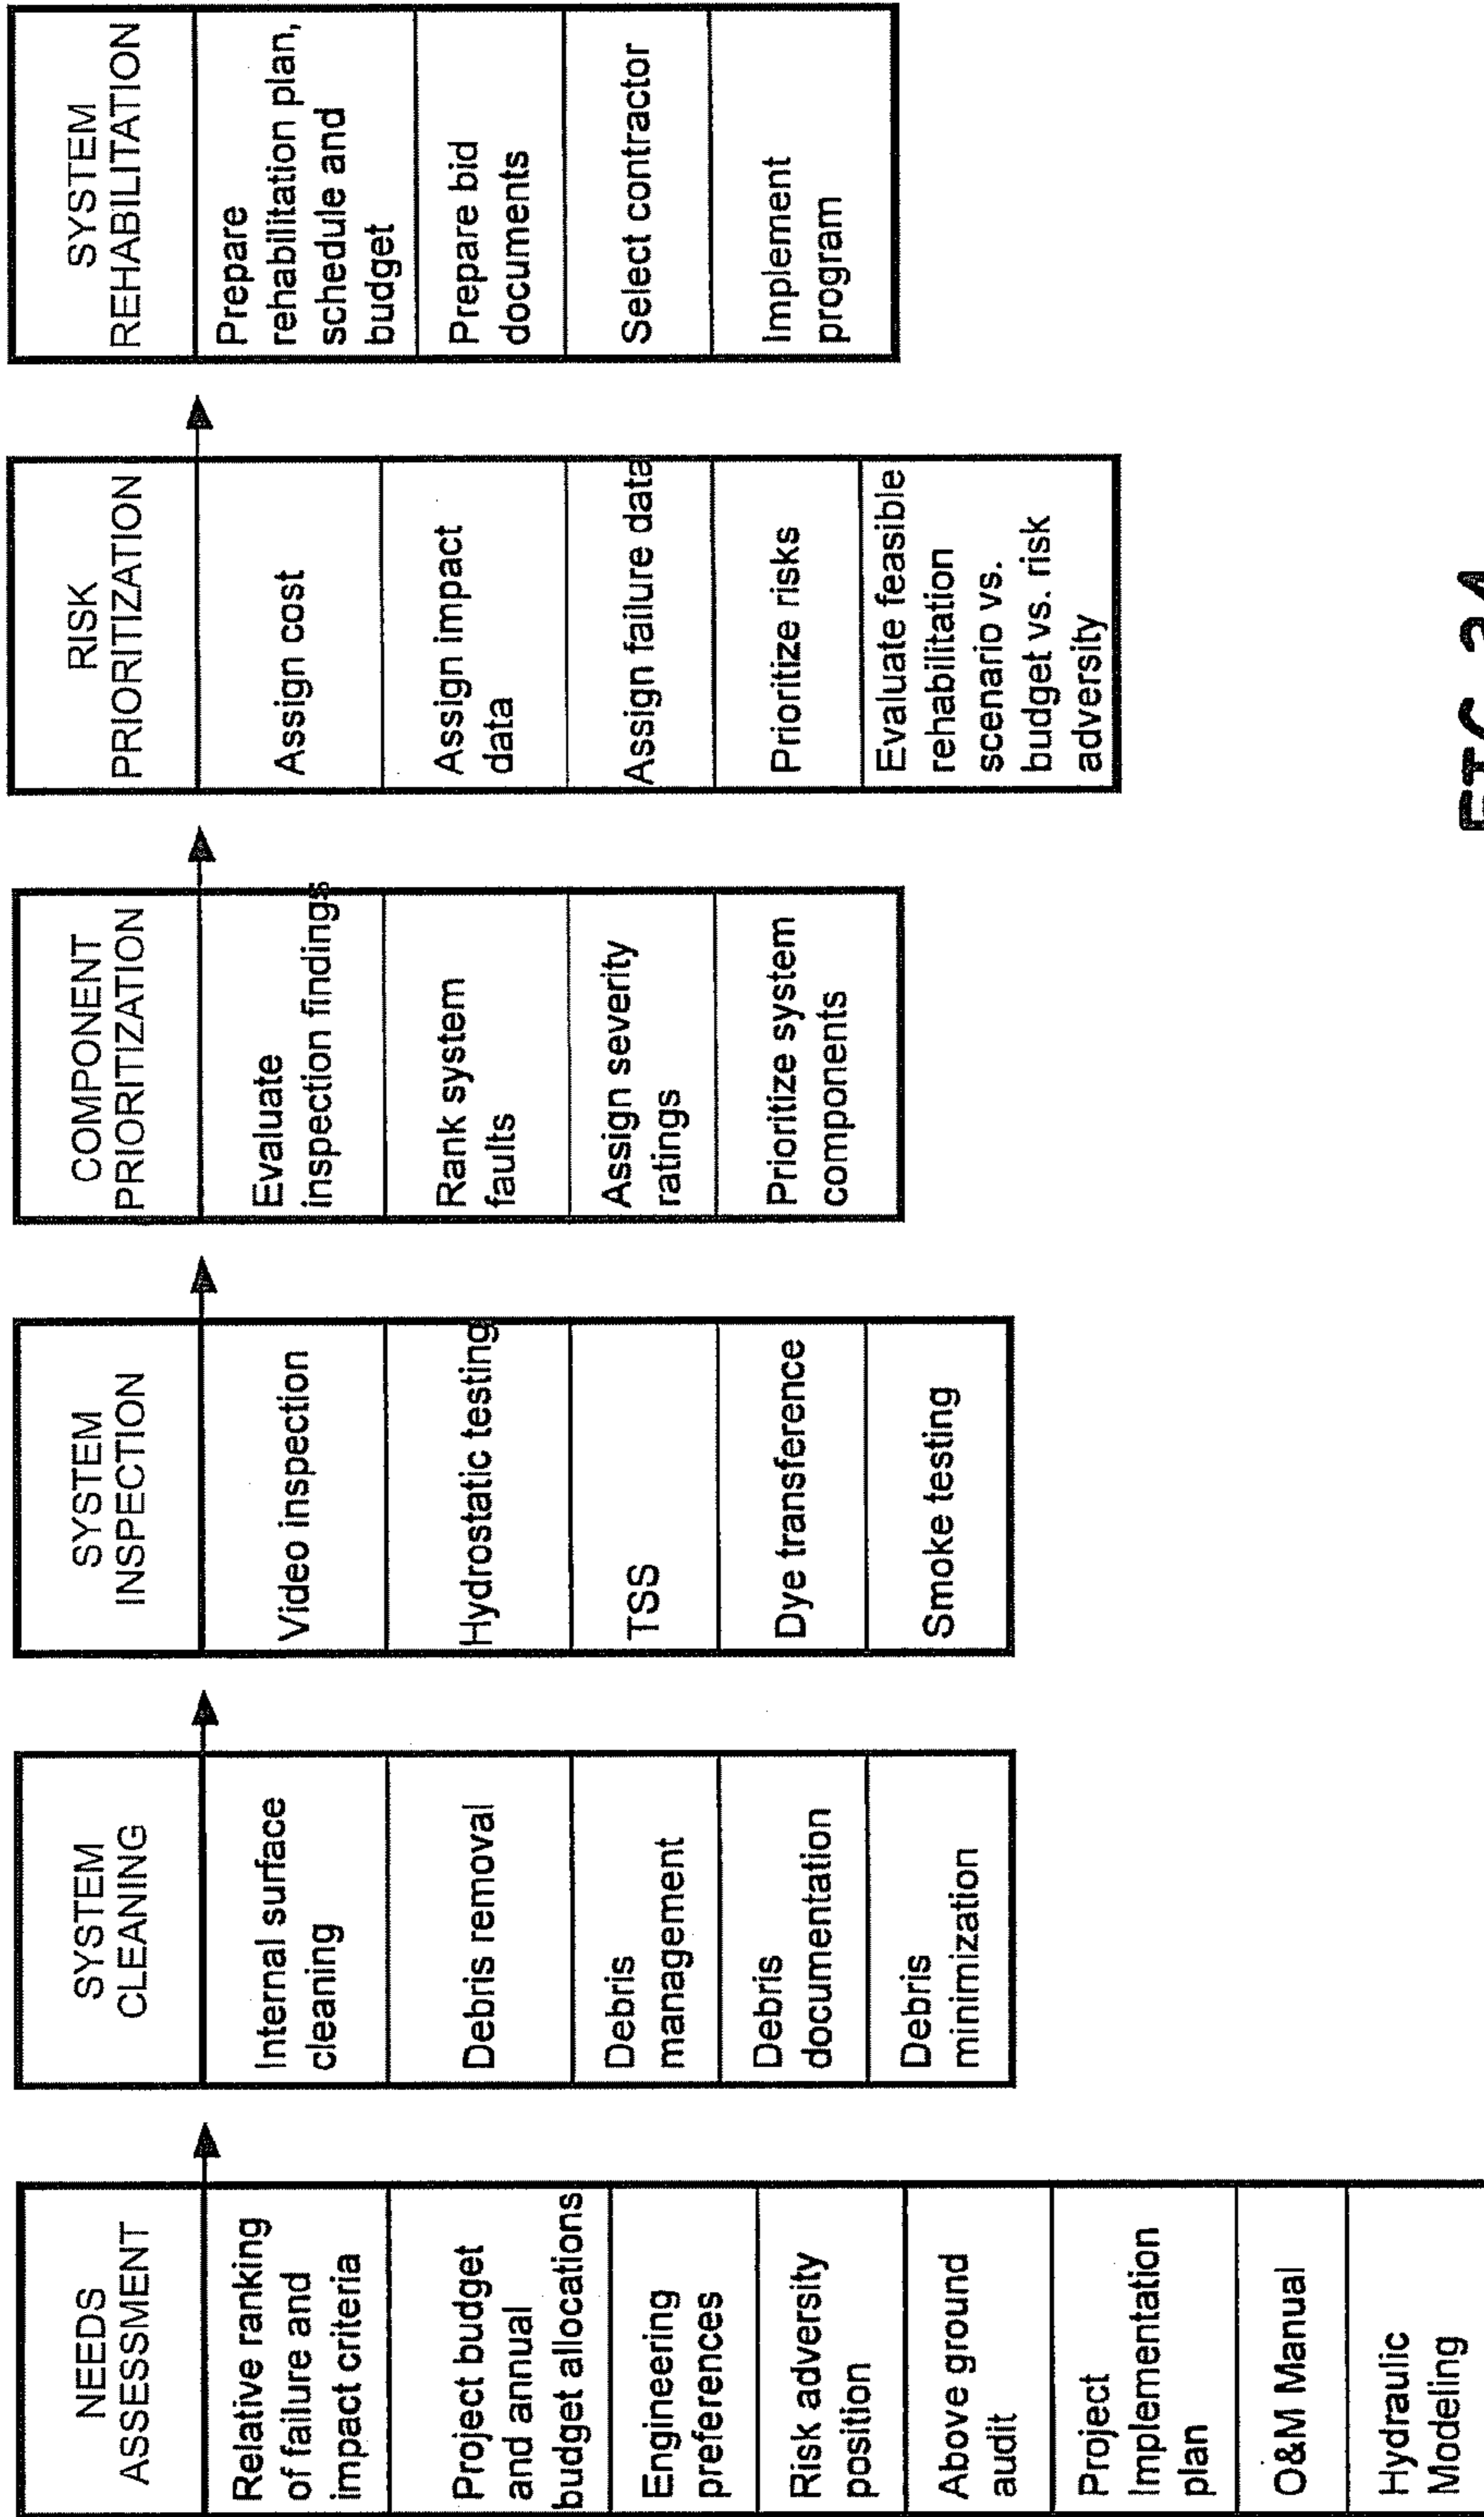 NEEDS
ASSESSMENT
Relative ranking
of failure and
impact criteria
Project budget
and annual
budget allocations
Engineering
preferences
Risk adversity
position
Above ground
audit
Project
Implementation
plan
O&M Manual
Hydraulic
Modeling
SYSTEM
CLEANING
Internal surface
cleaning
Debris removal
Debris
management
Debris
documentation
Debris
minimization
SYSTEM
INSPECTION
Video inspection
Hydrostatic testing
TSS
Dye transference
Smoke testing
COMPONENT
PRIORITIZATION
Evaluate
inspection findings
Rank system
faults
Assign severity
ratings
Prioritize system
components
RISK
PRIORITIZATION
Assign cost
Assign impact
data
Assign failure data
Prioritize risks
Evaluate feasible
rehabilitation
scenario vs.
budget vs. risk
adversity
SYSTEM
REHABILITATION
Prepare
rehabilitation plan,
schedule and
budget
Prepare bid
documents
Select contractor
Implement
program
FIG.